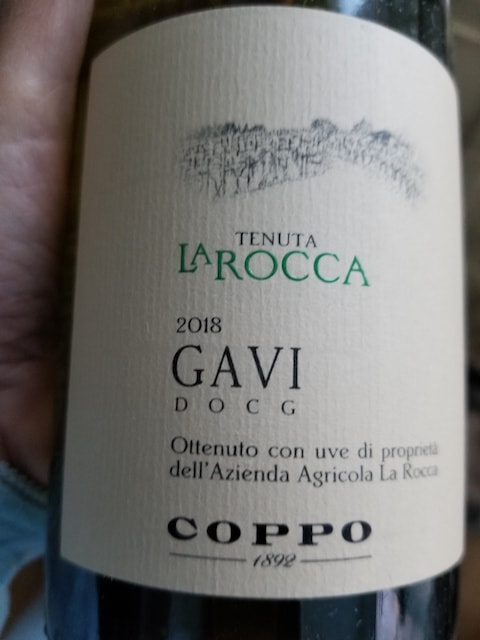 TENUTA
LA ROCCA
2018
GAVI
DOCG
Ottenuto con uve di proprietà
dell'Azienda Agricola La Rocca
COPPO
1892